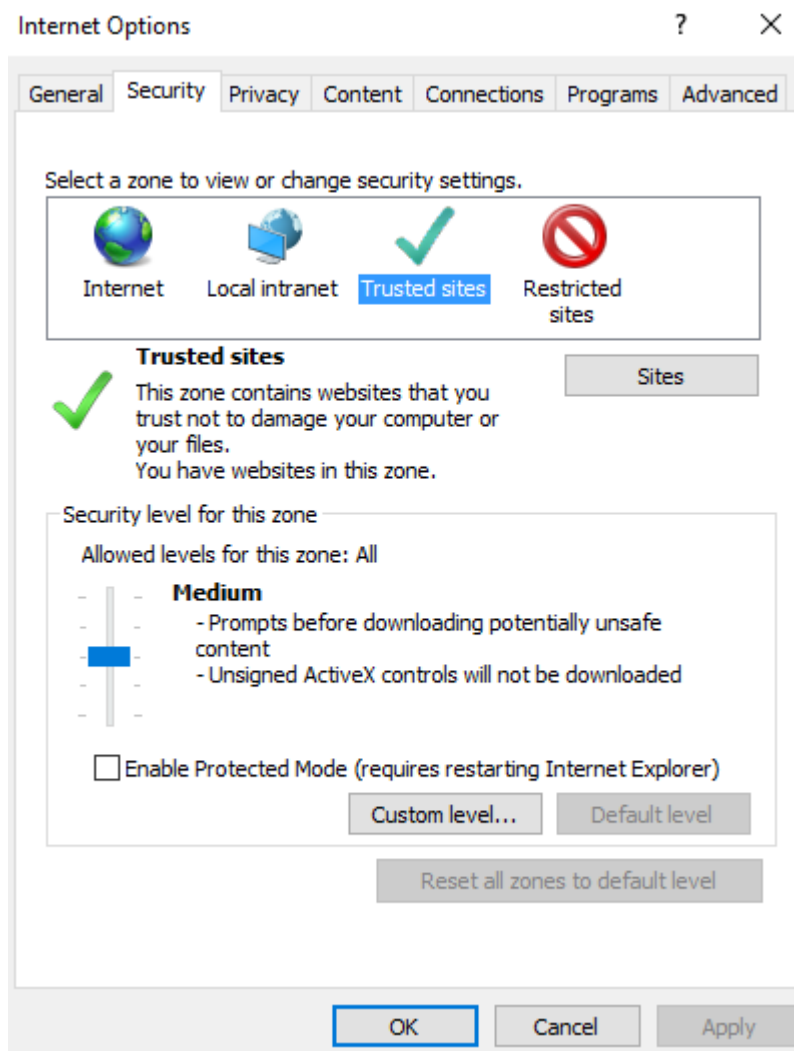 Internet Options ? ×
General Security Privacy Content Connections Programs Advanced
Select a zone to view or change security settings.
Internet Local intranet Trusted sites Restricted sites
Trusted sites
Sites
This zone contains websites that you
trust not to damage your computer or
your files.
You have websites in this zone.
Security level for this zone
Allowed levels for this zone: All
Medium
- Prompts before downloading potentially unsafe
content
- Unsigned ActiveX controls will not be downloaded
Enable Protected Mode (requires restarting Internet Explorer)
Custom level... Default level
Reset all zones to default level
OK Cancel Apply